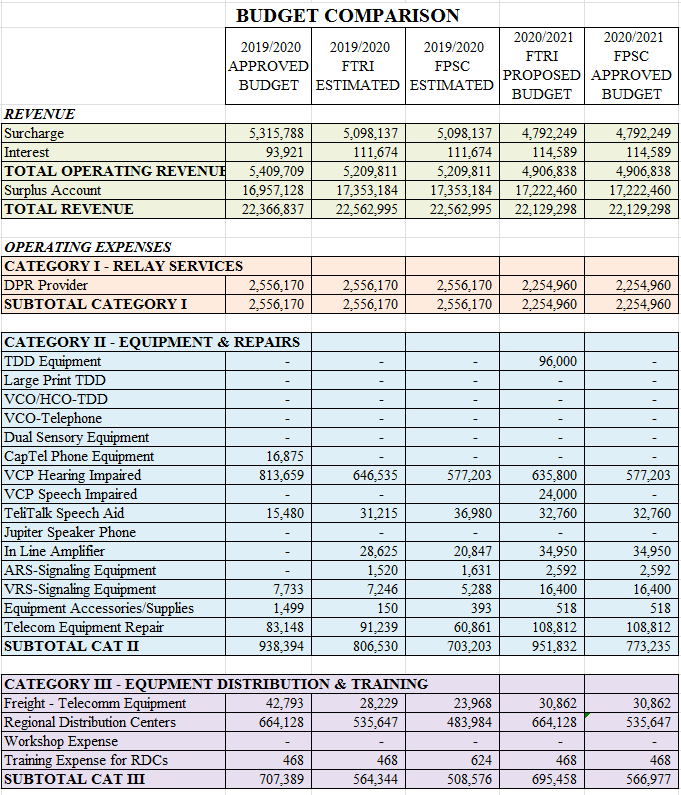 BUDGET COMPARISON
2019/2020 APPROVED BUDGET	2019/2020 FTRI ESTIMATED	2019/2020 FPSC ESTIMATED	2020/2021 FTRI PROPOSED BUDGET	2020/2021 FPSC APPROVED BUDGET
REVENUE
Surcharge	5,315,788	5,098,137	5,098,137	4,792,249	4,792,249
Interest	93,921	111,674	111,674	114,589	114,589
TOTAL OPERATING REVENUE	5,409,709	5,209,811	5,209,811	4,906,838	4,906,838
Surplus Account	16,957,128	17,353,184	17,353,184	17,222,460	17,222,460
TOTAL REVENUE	22,366,837	22,562,995	22,562,995	22,129,298	22,129,298
OPERATING EXPENSES
CATEGORY I - RELAY SERVICES
DPR Provider	2,556,170	2,556,170	2,556,170	2,254,960	2,254,960
SUBTOTAL CATEGORY I	2,556,170	2,556,170	2,556,170	2,254,960	2,254,960
CATEGORY II - EQUIPMENT & REPAIRS
TDD Equipment	-	-	-	96,000	-
Large Print TDD	-	-	-	-	-
VCO/HCO-TDD	-	-	-	-	-
VCO-Telephone	-	-	-	-	-
Dual Sensory Equipment	-	-	-	-	-
CapTel Phone Equipment	16,875	-	-	-	-
VCP Hearing Impaired	813,659	646,535	577,203	635,800	577,203
VCP Speech Impaired	-	-	-	24,000	-
TeliTalk Speech Aid	15,480	31,215	36,980	32,760	32,760
Jupiter Speaker Phone	-	-	-	-	-
In Line Amplifier	-	28,625	20,847	34,950	34,950
ARS-Signaling Equipment	-	1,520	1,631	2,592	2,592
VRS-Signaling Equipment	7,733	7,246	5,288	16,400	16,400
Equipment Accessories/Supplies	1,499	150	393	518	518
Telecom Equipment Repair	83,148	91,239	60,861	108,812	108,812
SUBTOTAL CAT II	938,394	806,530	703,203	951,832	773,235
CATEGORY III - EQUPMENT DISTRIBUTION & TRAINING
Freight - Telecomm Equipment	42,793	28,229	23,968	30,862	30,862
Regional Distribution Centers	664,128	535,647	483,984	664,128	535,647
Workshop Expense	-	-	-	-	-
Training Expense for RDCs	468	468	624	468	468
SUBTOTAL CAT III	707,389	564,344	508,576	695,458	566,977